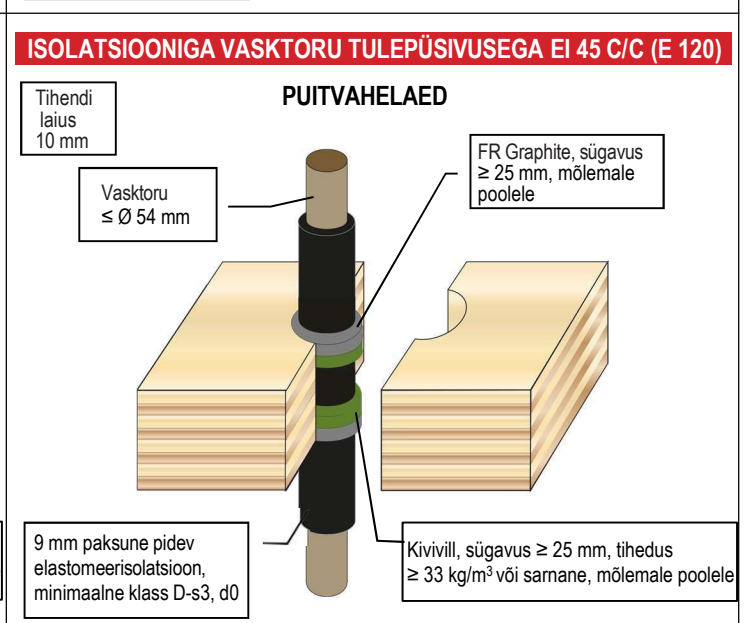 ISOLATSIOONIGA VASKTORU TULEPÜSIVUSEGA EI 45 C/C (E 120)
PUITVAHELAED
Tihendi
laius
10 mm
Vasktoru
≤ Ø 54 mm
FR Graphite, sügavus
≥ 25 mm, mõlemale
poolele
9 mm paksune pidev
elastomeerisolatsioon,
minimaalne klass D-s3, d0
Kivivill, sügavus ≥ 25 mm, tihedus
≥ 33 kg/m³ või sarnane, mõlemale poolele